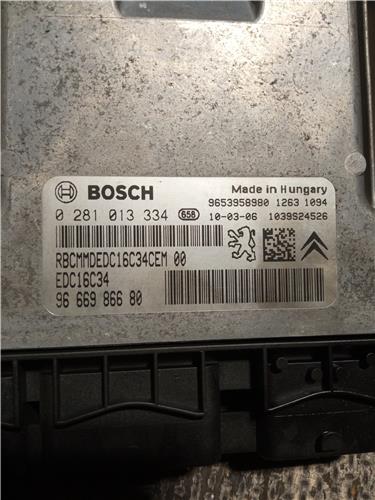 BOSCH
Made in Hungary
0 281 013 334 658
9653958980 1263 1094
10-03-06 1039S24526
RBCMMDEDC16C34CEM 00
EDC16C34
96 669 866 80